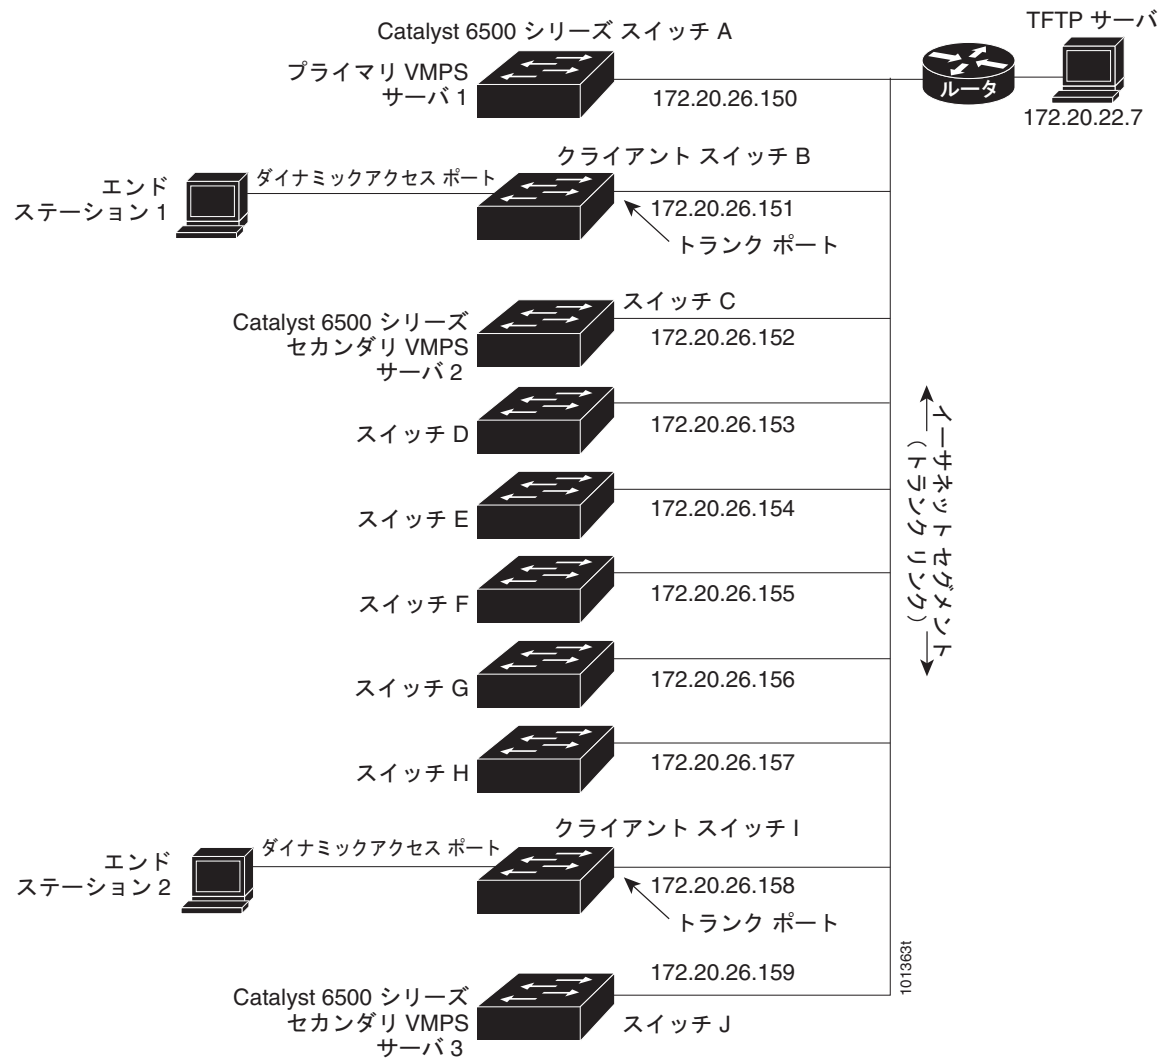 Catalyst 6500 シリーズ スイッチ A
TFTP サーバ
プライマリ VMPS
サーバ 1
172.20.26.150
ルータ
172.20.22.7
クライアント スイッチ B
エンド
ステーション 1
ダイナミックアクセス ポート
172.20.26.151
トランク ポート
スイッチ C
Catalyst 6500 シリーズ
セカンダリ VMPS
サーバ 2
172.20.26.152
スイッチ D
172.20.26.153
イーサネット セグメント
（トランク リンク）
スイッチ E
172.20.26.154
スイッチ F
172.20.26.155
スイッチ G
172.20.26.156
スイッチ H
172.20.26.157
クライアント スイッチ I
エンド
ステーション 2
ダイナミックアクセス ポート
172.20.26.158
トランク ポート
101363t
172.20.26.159
Catalyst 6500 シリーズ
セカンダリ VMPS
サーバ 3
スイッチ J